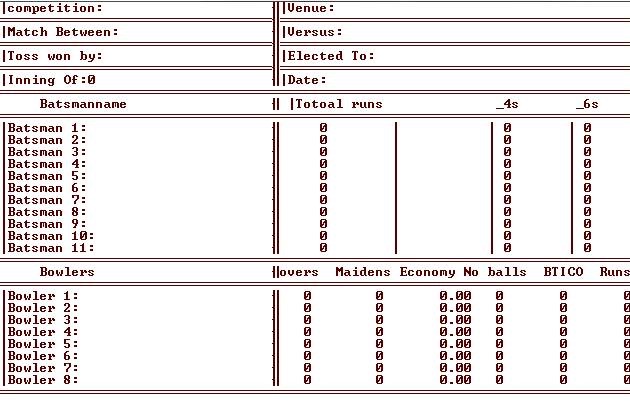 competition: Venue:
Match Between: Versus:
Toss won by: Elected To:
Inning Of:0 Date:
Batsmanname Totoal runs _4s _6s
Batsman 1: 0 0 0
Batsman 2: 0 0 0
Batsman 3: 0 0 0
Batsman 4: 0 0 0
Batsman 5: 0 0 0
Batsman 6: 0 0 0
Batsman 7: 0 0 0
Batsman 8: 0 0 0
Batsman 9: 0 0 0
Batsman 10: 0 0 0
Batsman 11: 0 0 0
Bowlers overs Maidens Economy No balls BTICO Runs
Bowler 1: 0 0 0.00 0 0 0
Bowler 2: 0 0 0.00 0 0 0
Bowler 3: 0 0 0.00 0 0 0
Bowler 4: 0 0 0.00 0 0 0
Bowler 5: 0 0 0.00 0 0 0
Bowler 6: 0 0 0.00 0 0 0
Bowler 7: 0 0 0.00 0 0 0
Bowler 8: 0 0 0.00 0 0 0